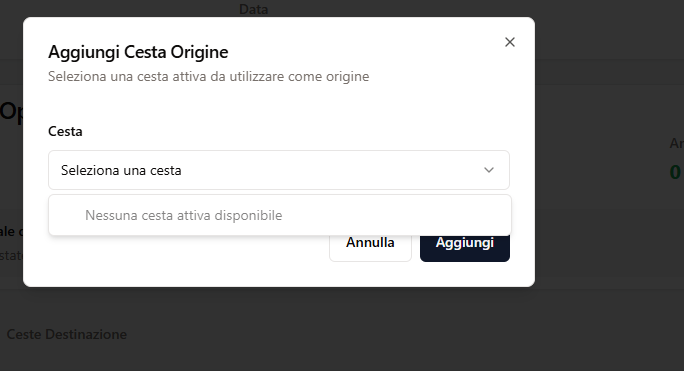 Data
Aggiungi Cesta Origine
Seleziona una cesta attiva da utilizzare come origine
Op
Cesta
Ar
Seleziona una cesta
0
Nessuna cesta attiva disponibile
ale
Annulla
Aggiungi
stat
Ceste Destinazione